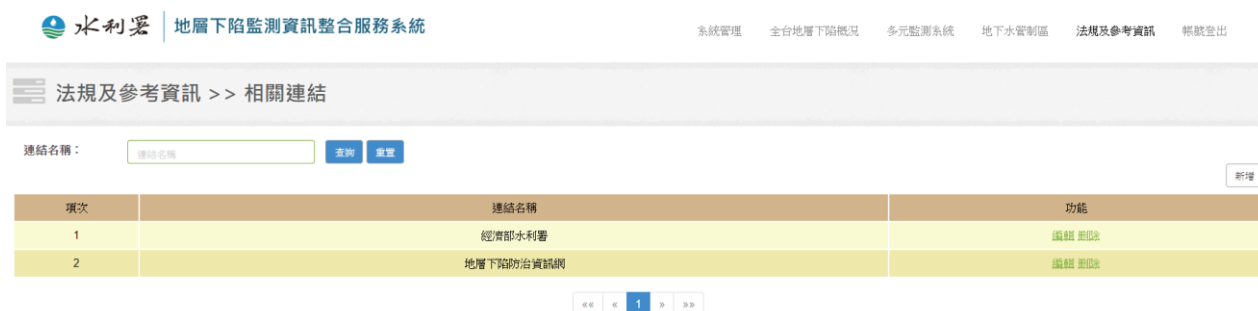 水利署 地層下陷監測資訊整合服務系統
系統管理 全台地層下陷概況 多元監測系統 地下水管制區 法規及參考資訊 帳號登出
法規及參考資訊 >> 相關連結
連結名稱： 連結名稱 查詢 重置
新增
項次 連結名稱 功能
1 經濟部水利署 編輯 刪除
2 地層下陷防治資訊網 編輯 刪除
«« « 1 » »»